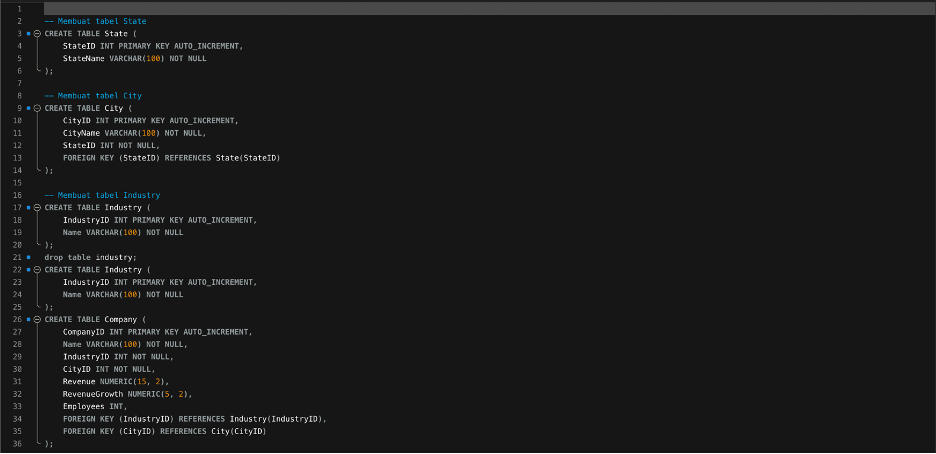 1
2 -- Membuat tabel State
3 CREATE TABLE State (
4 StateID INT PRIMARY KEY AUTO_INCREMENT,
5 StateName VARCHAR(100) NOT NULL
6 );
7
8 -- Membuat tabel City
9 CREATE TABLE City (
10 CityID INT PRIMARY KEY AUTO_INCREMENT,
11 CityName VARCHAR(100) NOT NULL,
12 StateID INT NOT NULL,
13 FOREIGN KEY (StateID) REFERENCES State(StateID)
14 );
15
16 -- Membuat tabel Industry
17 CREATE TABLE Industry (
18 IndustryID INT PRIMARY KEY AUTO_INCREMENT,
19 Name VARCHAR(100) NOT NULL
20 );
21 drop table industry;
22 CREATE TABLE Industry (
23 IndustryID INT PRIMARY KEY AUTO_INCREMENT,
24 Name VARCHAR(100) NOT NULL
25 );
26 CREATE TABLE Company (
27 CompanyID INT PRIMARY KEY AUTO_INCREMENT,
28 Name VARCHAR(100) NOT NULL,
29 IndustryID INT NOT NULL,
30 CityID INT NOT NULL,
31 Revenue NUMERIC(15, 2),
32 RevenueGrowth NUMERIC(5, 2),
33 Employees INT,
34 FOREIGN KEY (IndustryID) REFERENCES Industry(IndustryID),
35 FOREIGN KEY (CityID) REFERENCES City(CityID)
36 );